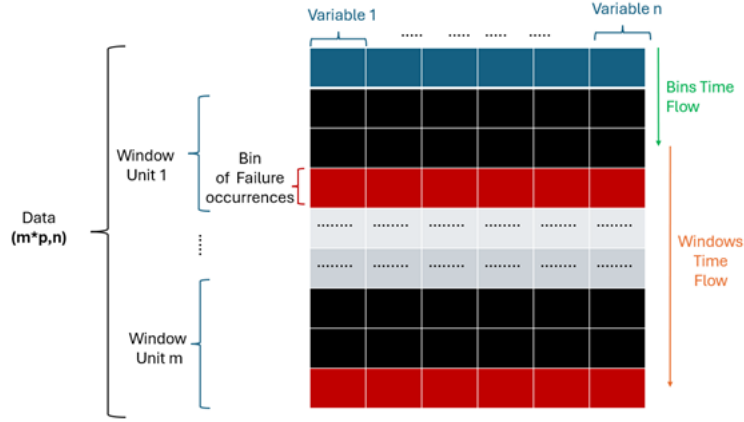 Variable 1
..... ..... ..... .....
Variable n
Bins Time
Flow
Window
Unit 1
Bin
of Failure
occurrences
Data
(m*p,n)
........ ........ ........ ........ ........ ........
........ ........ ........ ........ ........ ........
......
Windows
Time
Flow
Window
Unit m